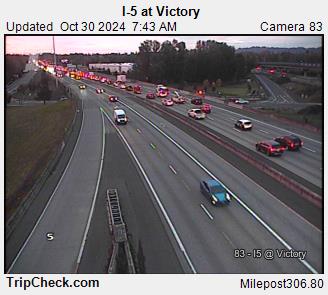 I-5 at Victory
Updated Oct 30 2024 7:43 AM Camera 83
S
83 - I5 @ Victory
TripCheck.com Milepost306.80